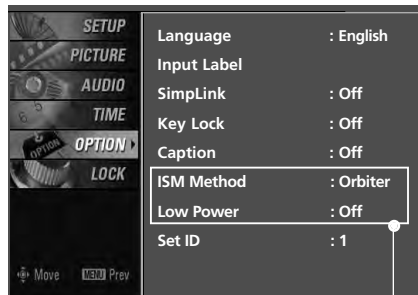 SETUP
PICTURE
AUDIO
TIME
OPTION
LOCK
Move MENU Prev
Language : English
Input Label
SimpLink : Off
Key Lock : Off
Caption : Off
ISM Method : Orbiter
Low Power : Off
Set ID : 1